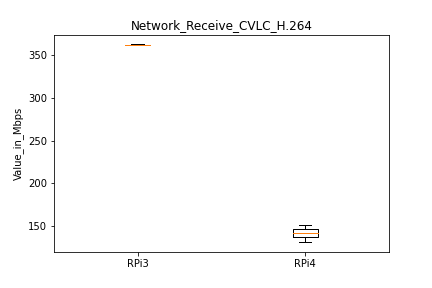 Network_Receive_CVLC_H.264
Value_in_Mbps
350
300
250
200
150
RPi3
RPi4